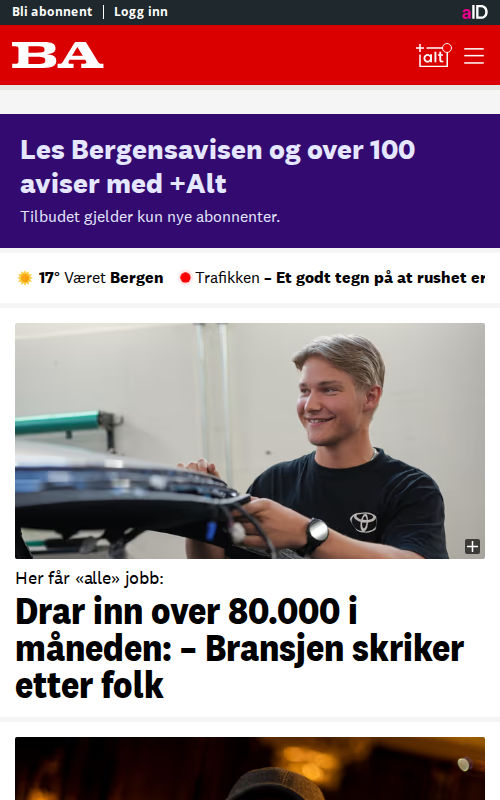 Bli abonnent | Logg inn
aID
BA
+alt
Les Bergensavisen og over 100
aviser med +Alt
Tilbudet gjelder kun nye abonnenter.
17° Været Bergen Trafikken – Et godt tegn på at rushet er
Her får «alle» jobb:
Drar inn over 80.000 i
måneden: – Bransjen skriker
etter folk